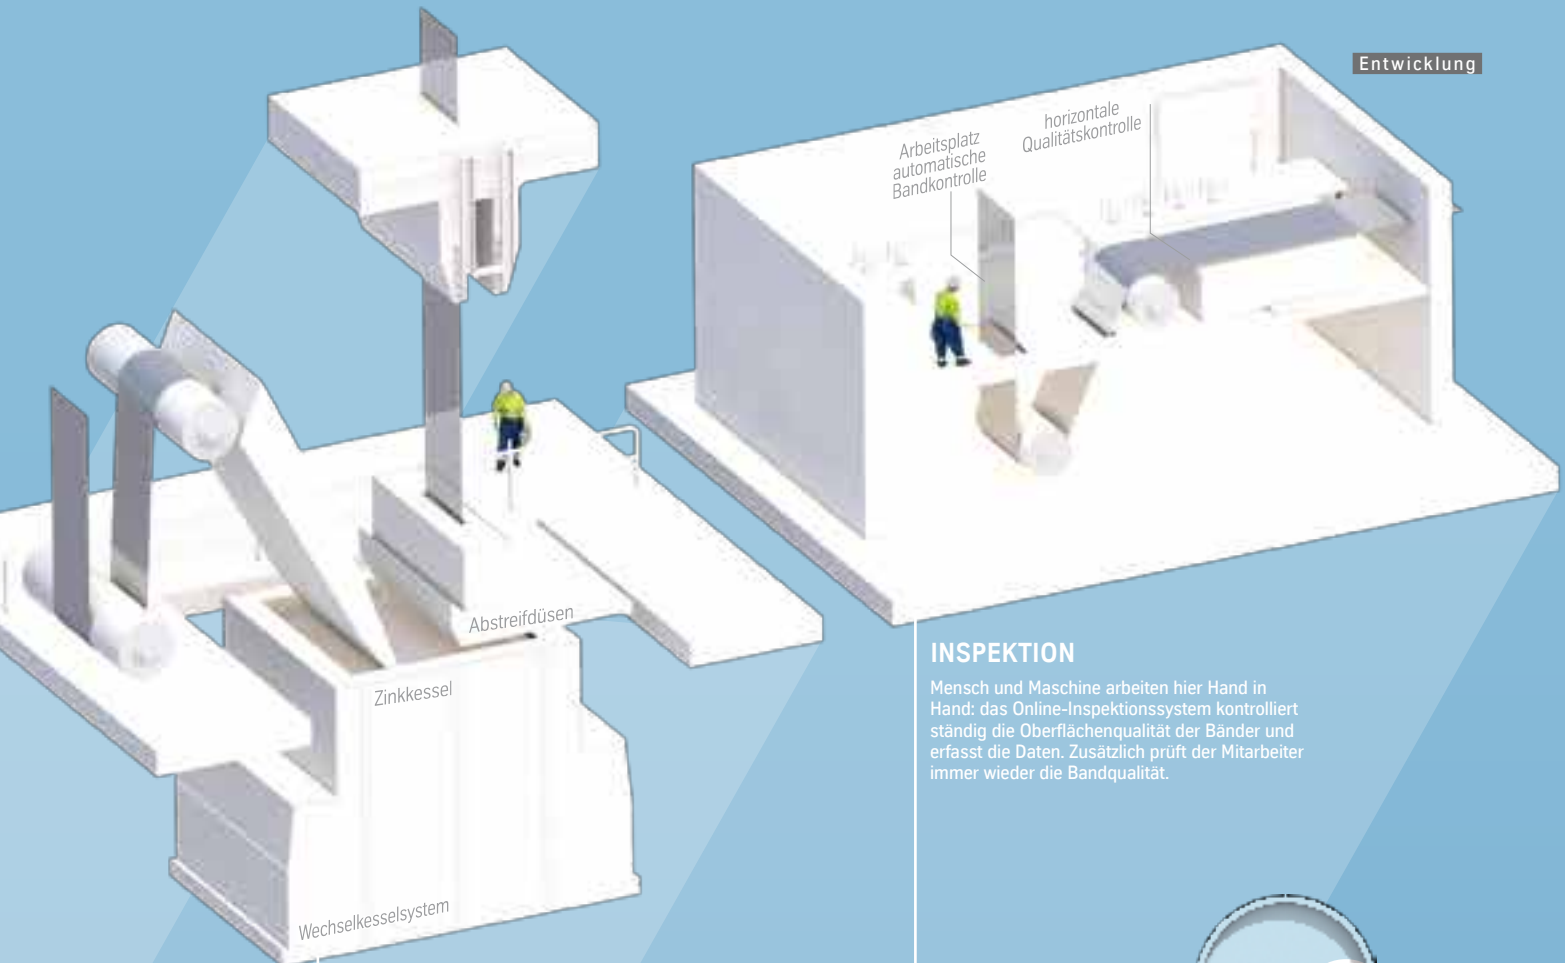 Entwicklung
Arbeitsplatz
automatische
Bandkontrolle
horizontale
Qualitätskontrolle
Abstreifdüsen
Zinkkessel
Wechselkesselsystem
INSPEKTION
Mensch und Maschine arbeiten hier Hand in
Hand: das Online-Inspektionssystem kontrolliert
ständig die Oberflächenqualität der Bänder und
erfasst die Daten. Zusätzlich prüft der Mitarbeiter
immer wieder die Bandqualität.